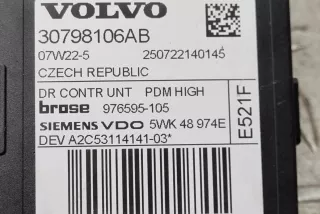 VOLVO
30798106AB
07W22-5 250722140145
CZECH REPUBLIC
DR CONTR UNT PDM HIGH
brose 976595-105
SIEMENS VDO 5WK 48 974E
DEV A2C53114141-03*
E521F